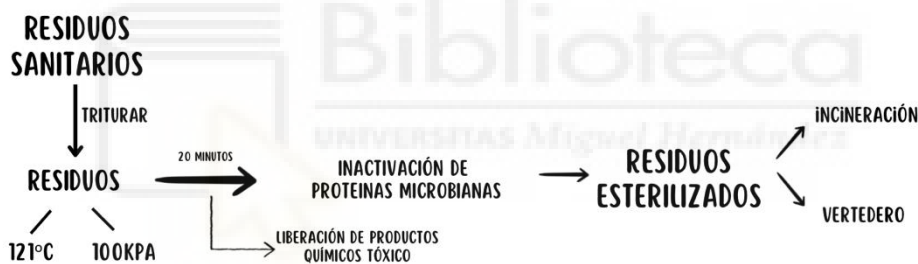 Biblioteca
UNIVERSITAS Miguel Hernández
RESIDUOS
SANITARIOS
TRITURAR
RESIDUOS
121ºC
100KPA
20 MINUTOS
LIBERACIÓN DE PRODUCTOS
QUÍMICOS TÓXICO
INACTIVACIÓN DE
PROTEINAS MICROBIANAS
RESIDUOS
ESTERILIZADOS
INCINERACIÓN
VERTEDERO